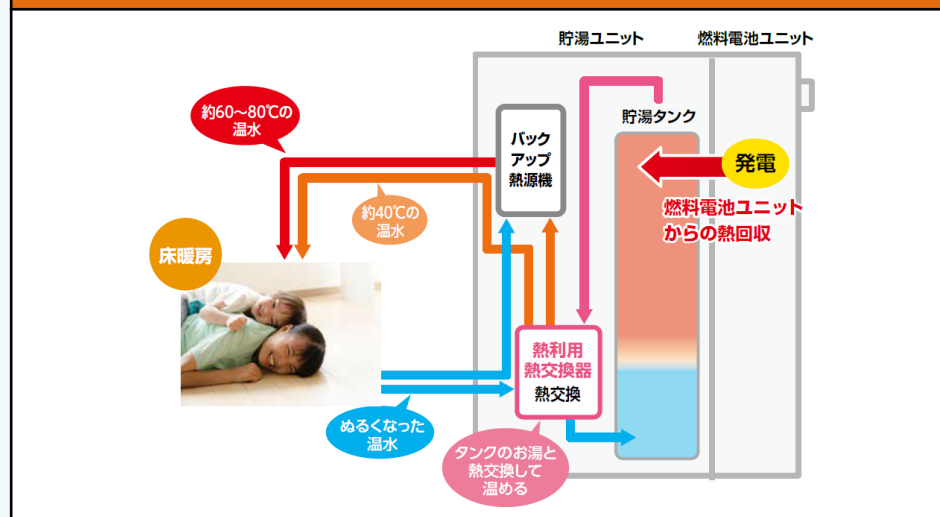 貯湯ユニット
燃料電池ユニット
約60〜80℃の
温水
バック
アップ
熱源機
貯湯タンク
発電
燃料電池ユニット
からの熱回収
約40℃の
温水
床暖房
熱利用
熱交換器
熱交換
ぬるくなった
温水
タンクのお湯と
熱交換して
温める